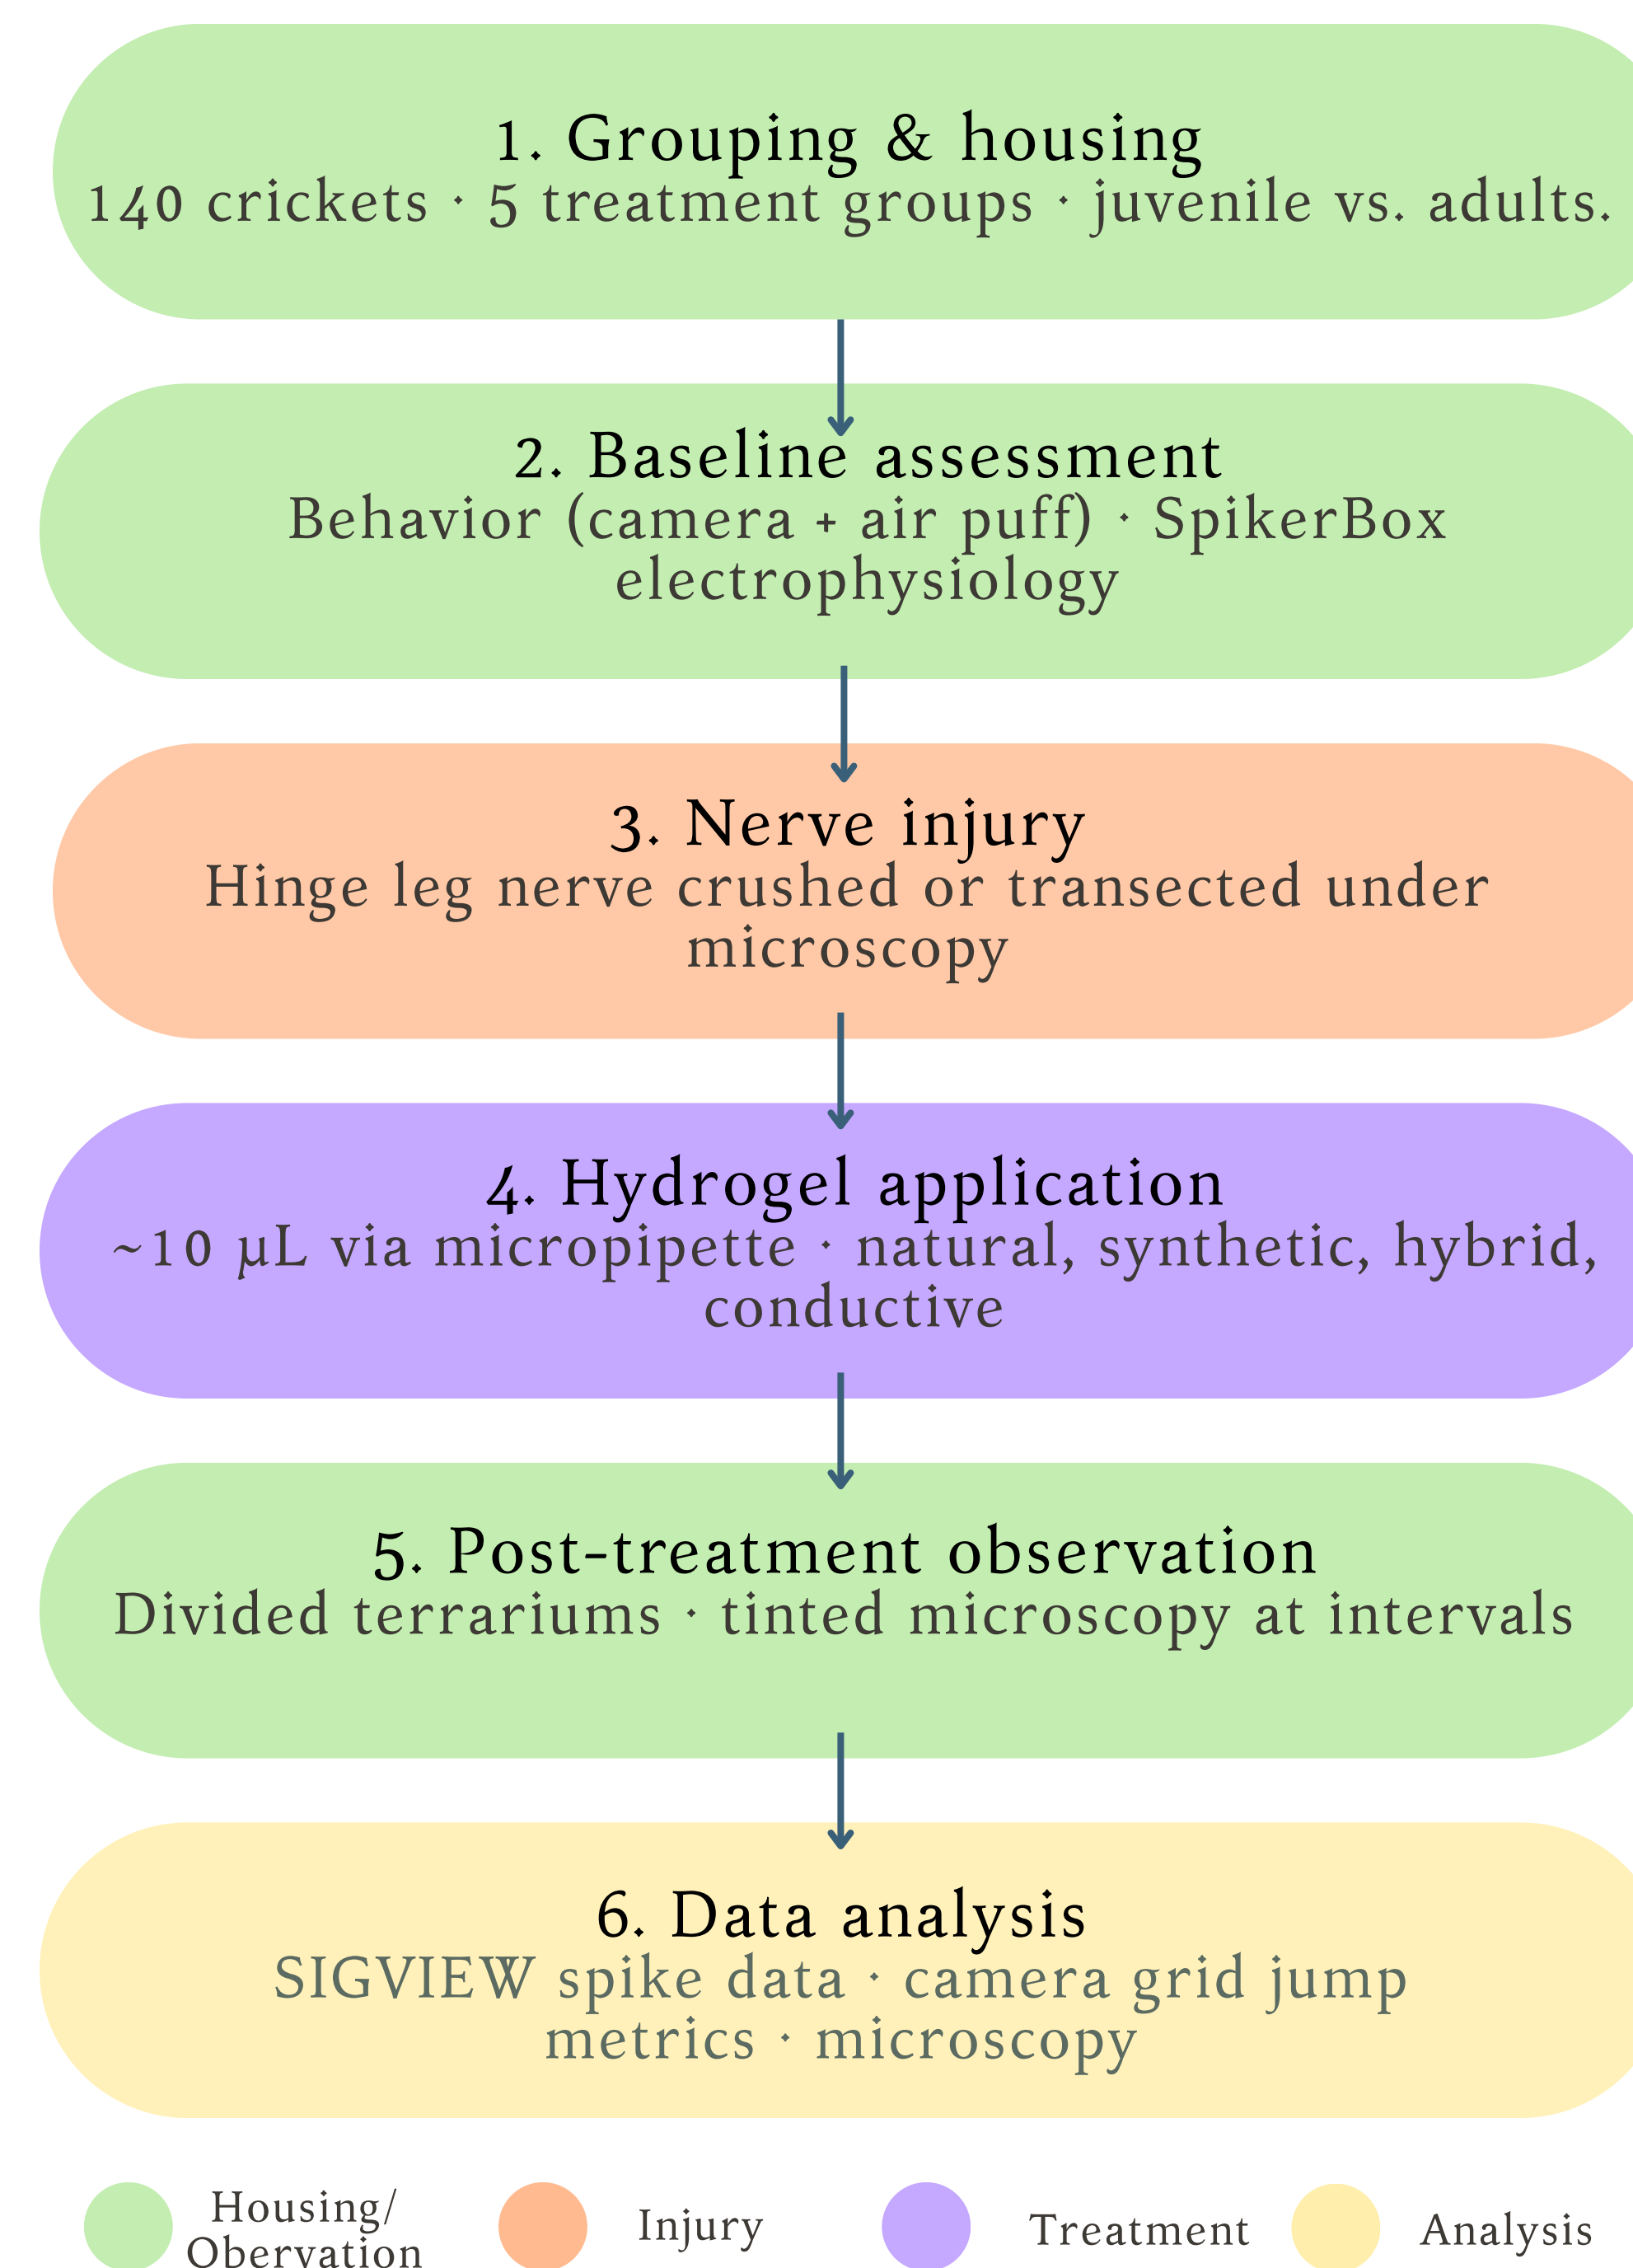 1. Grouping & housing
140 crickets · 5 treatment groups · juvenile vs. adults.
2. Baseline assessment
Behavior (camera + air puff) · SpikerBox
electrophysiology
3. Nerve injury
Hinge leg nerve crushed or transected under
microscopy
4. Hydrogel application
~10 µL via micropipette · natural, synthetic, hybrid,
conductive
5. Post-treatment observation
Divided terrariums · tinted microscopy at intervals
6. Data analysis
SIGVIEW spike data · camera grid jump
metrics · microscopy
Housing/
Obervation
Injury
Treatment
Analysis